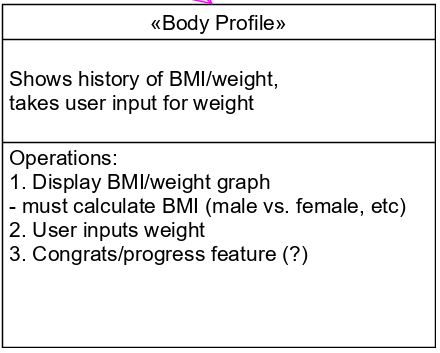 «Body Profile»
Shows history of BMI/weight,
takes user input for weight
Operations:
1. Display BMI/weight graph
- must calculate BMI (male vs. female, etc)
2. User inputs weight
3. Congrats/progress feature (?)